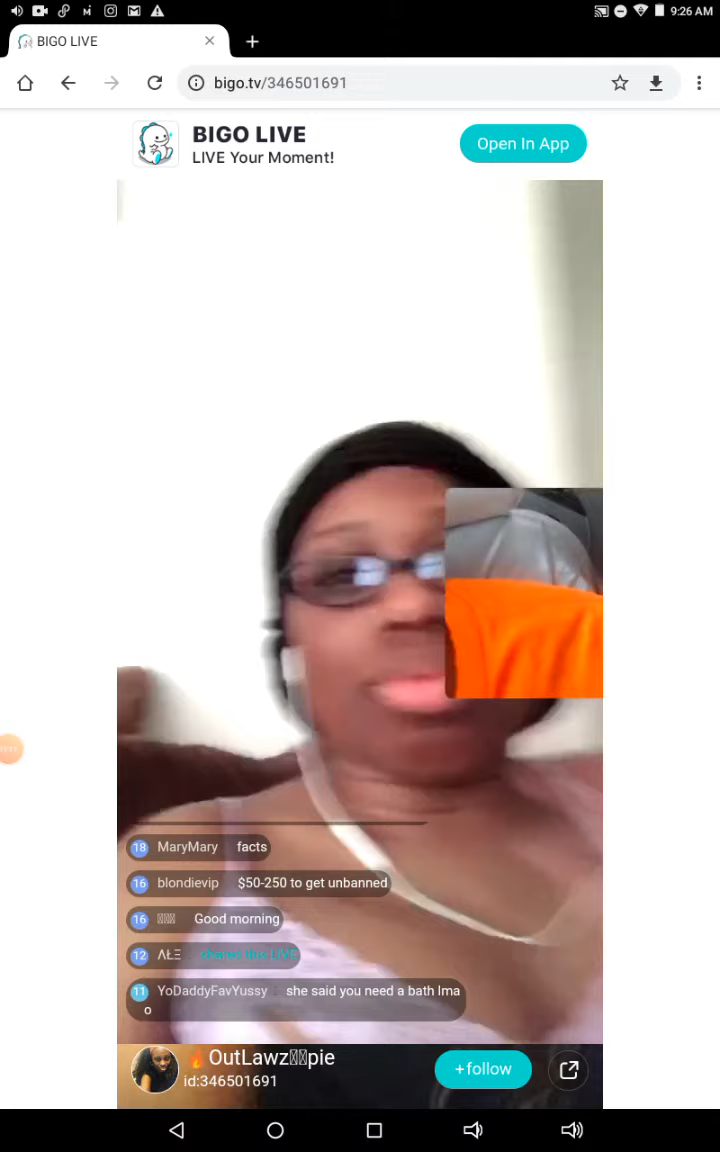 9:26 AM
BIGO LIVE
bigo.tv/346501691
BIGO LIVE
LIVE Your Moment!
Open In App
18 MaryMary facts
16 blondievip $50-250 to get unbanned
16 Good morning
12 ΛŁΞ shared this LIVE
11 YoDaddyFavYussy she said you need a bath lma
o
OutLawz pie
id:346501691
+follow